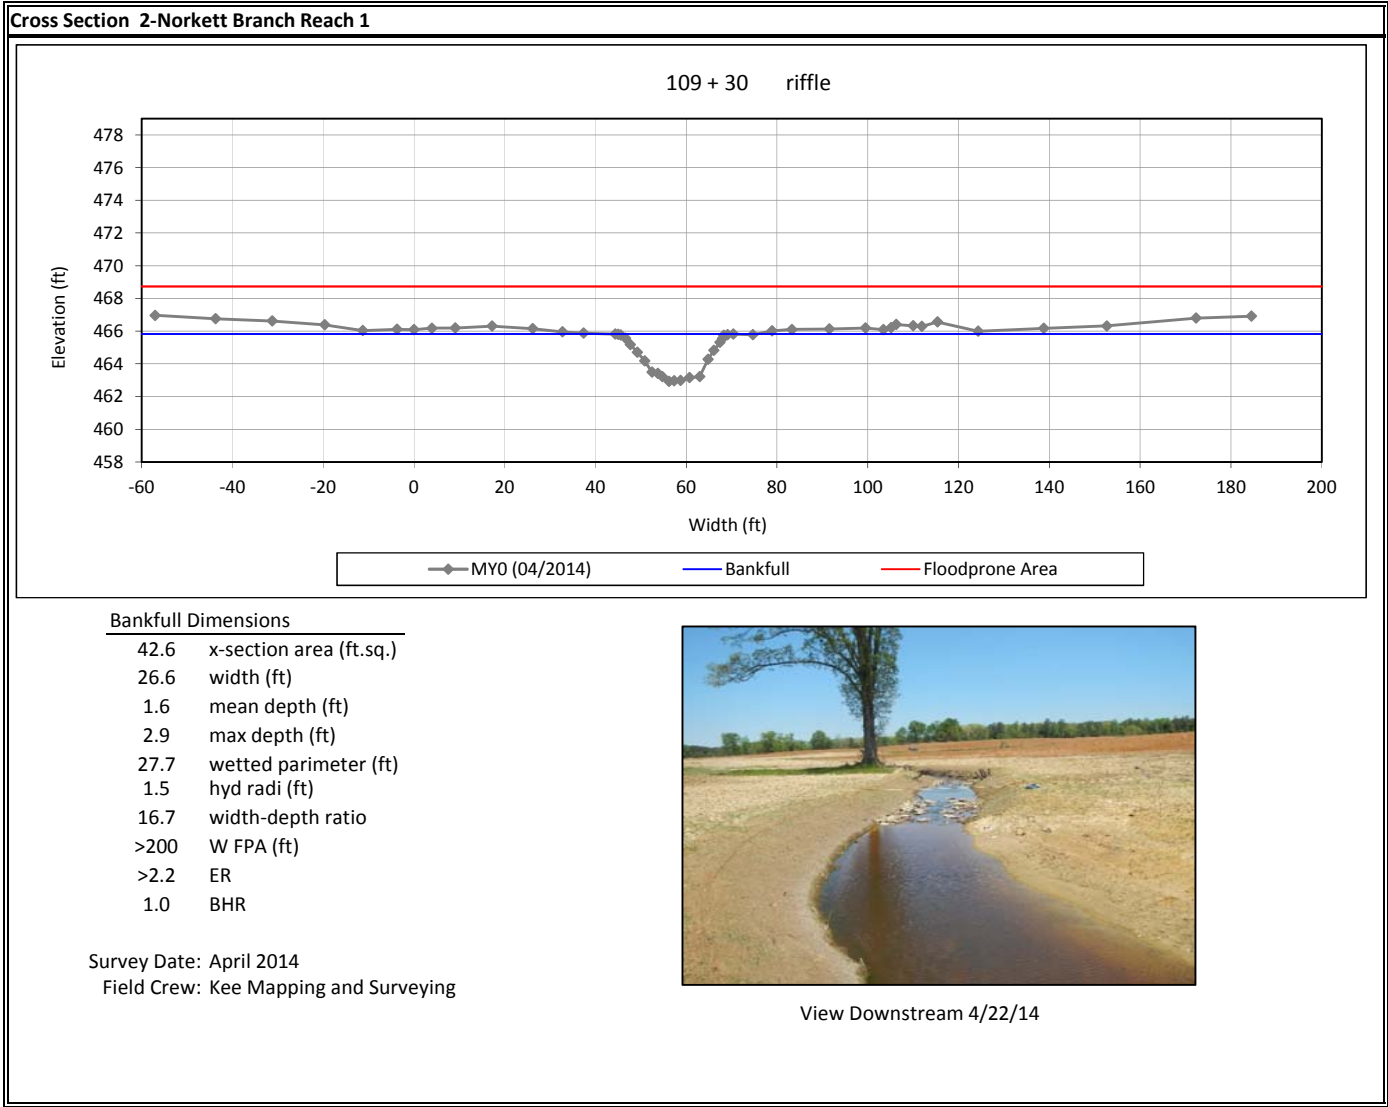 Cross Section 2-Norkett Branch Reach 1
109 + 30 riffle
478
476
474
472
470
468
466
464
462
460
458
Elevation (ft)
-60 -40 -20 0 20 40 60 80 100 120 140 160 180 200
Width (ft)
MY0 (04/2014) Bankfull Floodprone Area
Bankfull Dimensions
42.6 x-section area (ft.sq.)
26.6 width (ft)
1.6 mean depth (ft)
2.9 max depth (ft)
27.7 wetted parimeter (ft)
1.5 hyd radi (ft)
16.7 width-depth ratio
>200 W FPA (ft)
>2.2 ER
1.0 BHR
Survey Date: April 2014
Field Crew: Kee Mapping and Surveying
View Downstream 4/22/14